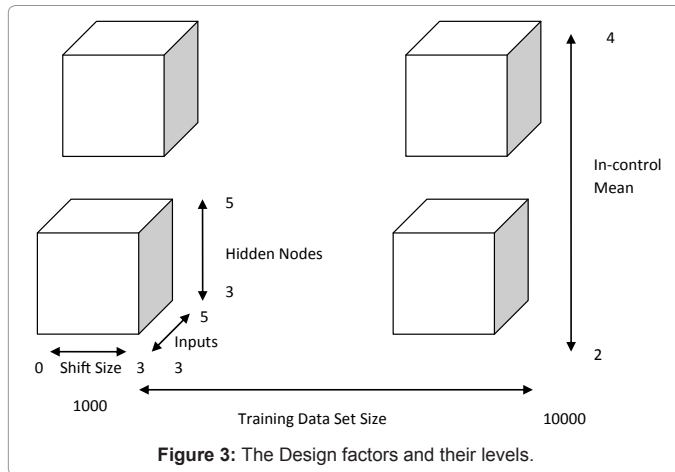 4
In-control
Mean
5
Hidden Nodes
3
5
Inputs
0 Shift Size 3 3
2
1000
Training Data Set Size
10000
Figure 3: The Design factors and their levels.